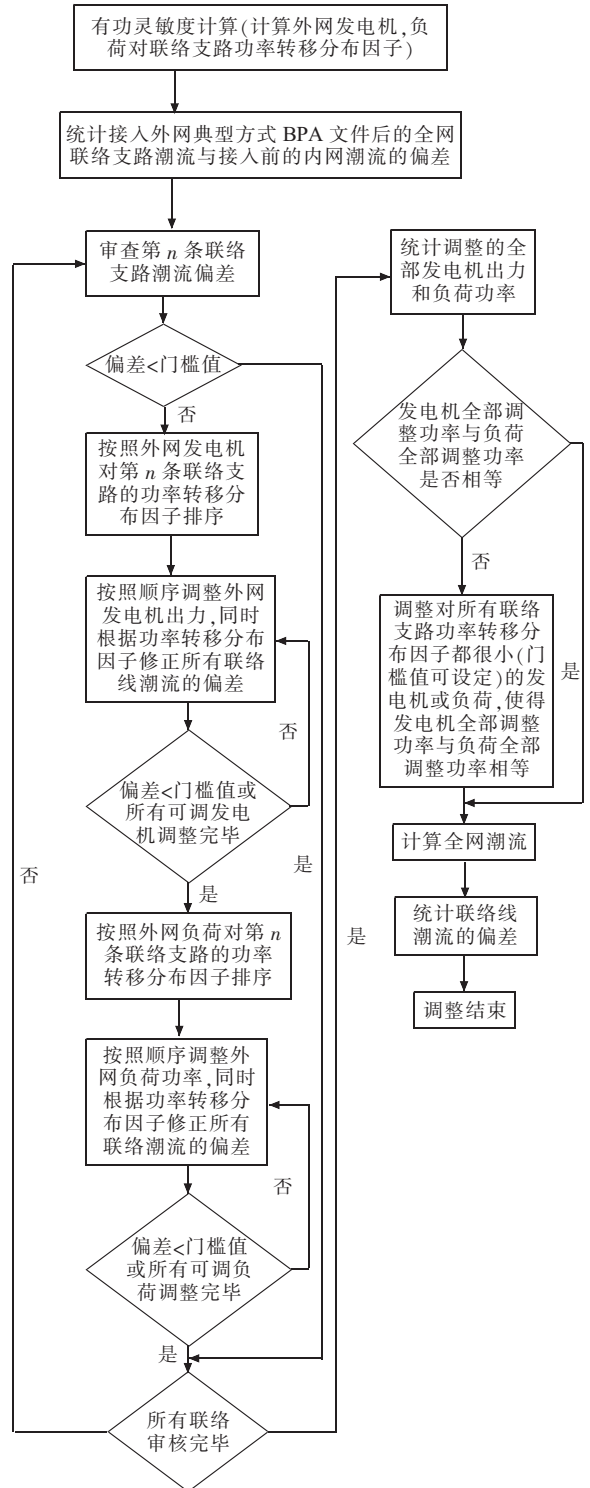 有功灵敏度计算(计算外网发电机,负
荷对联络支路功率转移分布因子)
统计接入外网典型方式 BPA 文件后的全网
联络支路潮流与接入前的内网潮流的偏差
审查第 n 条联络
支路潮流偏差
偏差<门槛值
否
按照外网发电机
对第 n 条联络支
路的功率转移分
布因子排序
按照顺序调整外网
发电机出力,同时
根据功率转移分布
因子修正所有联络
线潮流的偏差
否
偏差<门槛值或
所有可调发电
机调整完毕
是
是
否
按照外网负荷对第 n
条联络支路的功率
转移分布因子排序
按照顺序调整外
网负荷功率,同时
根据功率转移分
布因子修正所有
联络潮流的偏差
否
偏差<门槛值
或所有可调负
荷调整完毕
是
所有联络
审核完毕
是
统计调整的全
部发电机出力
和负荷功率
发电机全部调
整功率与负荷
全部调整功率
是否相等
否
调整对所有联络
支路功率转移分
布因子都很小(门
槛值可设定)的发
电机或负荷,使得
发电机全部调整
功率与负荷全部
调整功率相等
是
计算全网潮流
统计联络线
潮流的偏差
调整结束